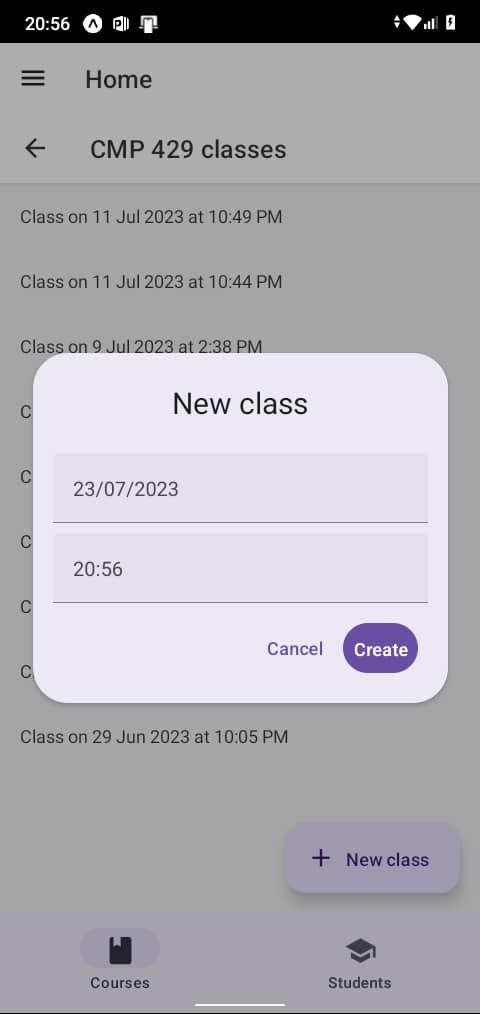 20:56
Home
CMP 429 classes
Class on 11 Jul 2023 at 10:49 PM
Class on 11 Jul 2023 at 10:44 PM
Class on 9 Jul 2023 at 2:38 PM
New class
23/07/2023
20:56
Cancel
Create
Class on 29 Jun 2023 at 10:05 PM
New class
Courses
Students